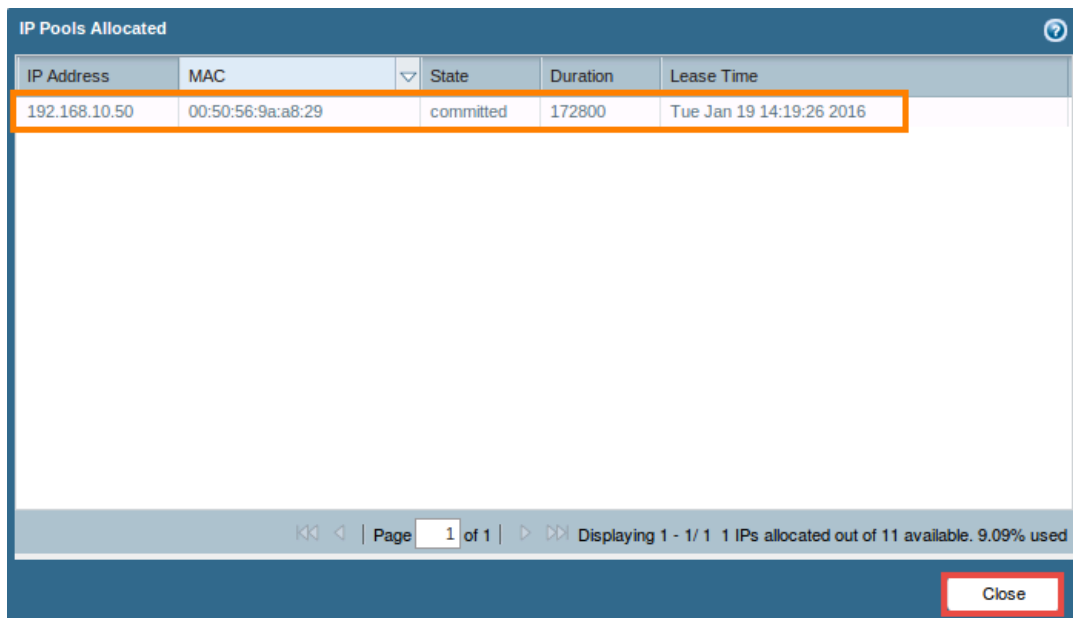 IP Pools Allocated
IP Address MAC State Duration Lease Time
192.168.10.50 00:50:56:9a:a8:29 committed 172800 Tue Jan 19 14:19:26 2016
Page 1 of 1 Displaying 1 - 1/ 1 1 IPs allocated out of 11 available. 9.09% used
Close